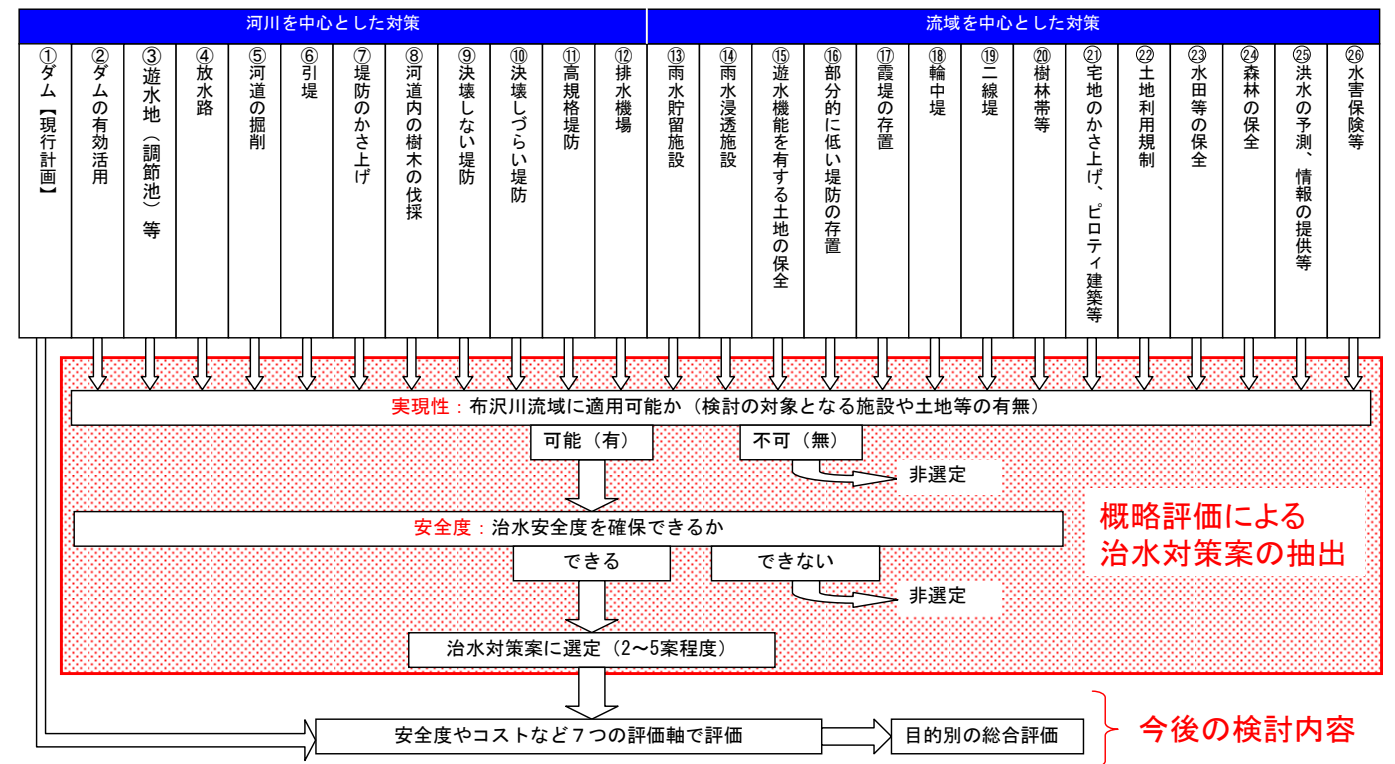 河川を中心とした対策
流域を中心とした対策
①ダム【現行計画】
②ダムの有効活用
③遊水地（調節池）等
④放水路
⑤河道の掘削
⑥引堤
⑦堤防のかさ上げ
⑧河道内の樹木の伐採
⑨決壊しない堤防
⑩決壊しづらい堤防
⑪高規格堤防
⑫排水機場
⑬雨水貯留施設
⑭雨水浸透施設
⑮遊水機能を有する土地の保全
⑯部分的に低い堤防の存置
⑰霞堤の存置
⑱輪中堤
⑲二線堤
⑳樹林帯等
㉑宅地のかさ上げ、ピロティ建築等
㉒土地利用規制
㉓水田等の保全
㉔森林の保全
㉕洪水の予測、情報の提供等
㉖水害保険等
実現性：布沢川流域に適用可能か（検討の対象となる施設や土地等の有無）
可能（有）
不可（無）
非選定
安全度：治水安全度を確保できるか
できる
できない
非選定
概略評価による
治水対策案の抽出
治水対策案に選定（2～5案程度）
安全度やコストなど７つの評価軸で評価
目的別の総合評価
今後の検討内容